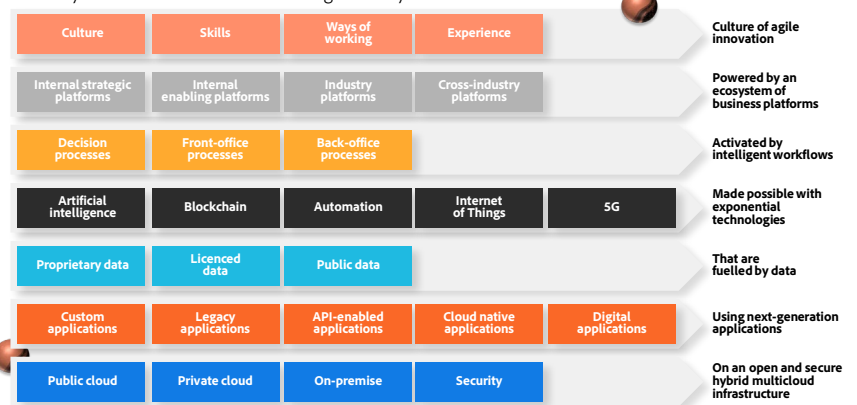 Culture
Skills
Ways of
working
Experience
Culture of agile
innovation
Internal strategic
platforms
Internal
enabling platforms
Industry
platforms
Cross-industry
platforms
Powered by an
ecosystem of
business platforms
Decision
processes
Front-office
processes
Back-office
processes
Activated by
intelligent workflows
Artificial
intelligence
Blockchain
Automation
Internet
of Things
5G
Made possible with
exponential
technologies
Proprietary data
Licenced
data
Public data
That are
fuelled by data
Custom
applications
Legacy
applications
API-enabled
applications
Cloud native
applications
Digital
applications
Using next-generation
applications
Public cloud
Private cloud
On-premise
Security
On an open and secure
hybrid multicloud
infrastructure